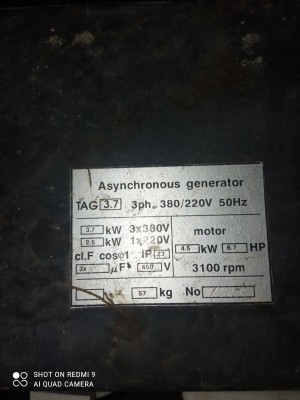 Asynchronous generator
TAG 3.7 3ph. 380/220V 50Hz
3.7 kW 3x380V motor
2.5 kW 1x220V 4.5 kW 6.7 HP
cl.F cosφ1 IP 23
3x µF 450 V 3100 rpm
57 kg No
SHOT ON REDMI 9
AI QUAD CAMERA